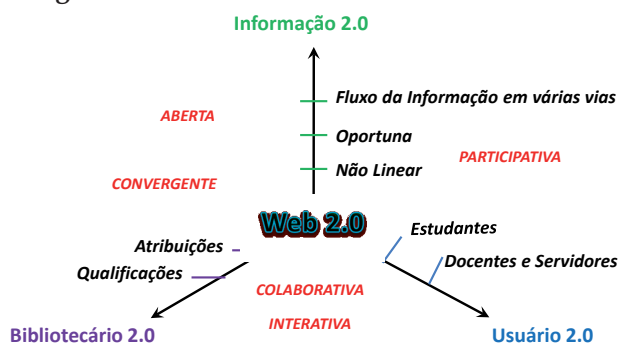 Informação 2.0
Fluxo da Informação em várias vias
ABERTA
Oportuna
PARTICIPATIVA
Não Linear
CONVERGENTE
Web 2.0
Estudantes
Atribuições
Docentes e Servidores
Qualificações
COLABORATIVA
INTERATIVA
Bibliotecário 2.0
Usuário 2.0